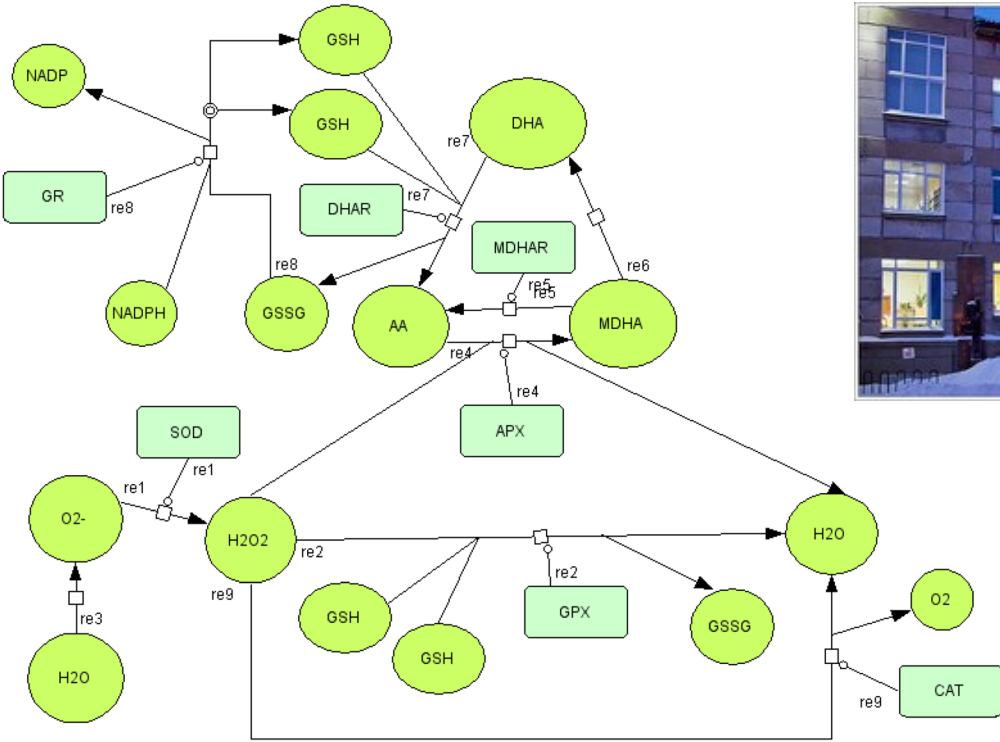 GSH
NADP
GSH
DHA
re7
GR
re8
DHAR
re7
MDHAR
re8
re5
re5
re6
NADPH
GSSG
AA
MDHA
re4
re4
SOD
APX
re1
re1
O2-
H2O2
re2
H2O
re9
re2
re3
GSH
GPX
O2
GSSG
GSH
H2O
re9
CAT